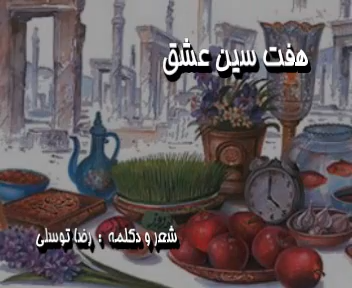 هفت سین عشق
شعر و دکلمه : رضا توسلی